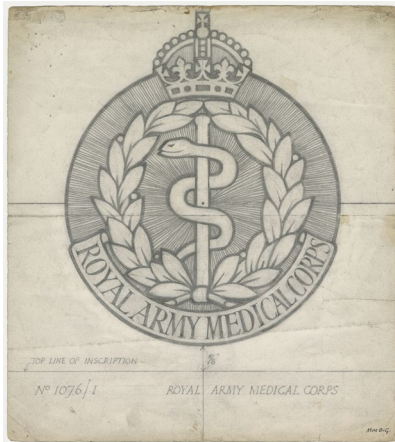 ROYAL ARMY MEDICAL CORPS
TOP LINE OF INSCRIPTION
Nº 1076/1 ROYAL ARMY MEDICAL CORPS